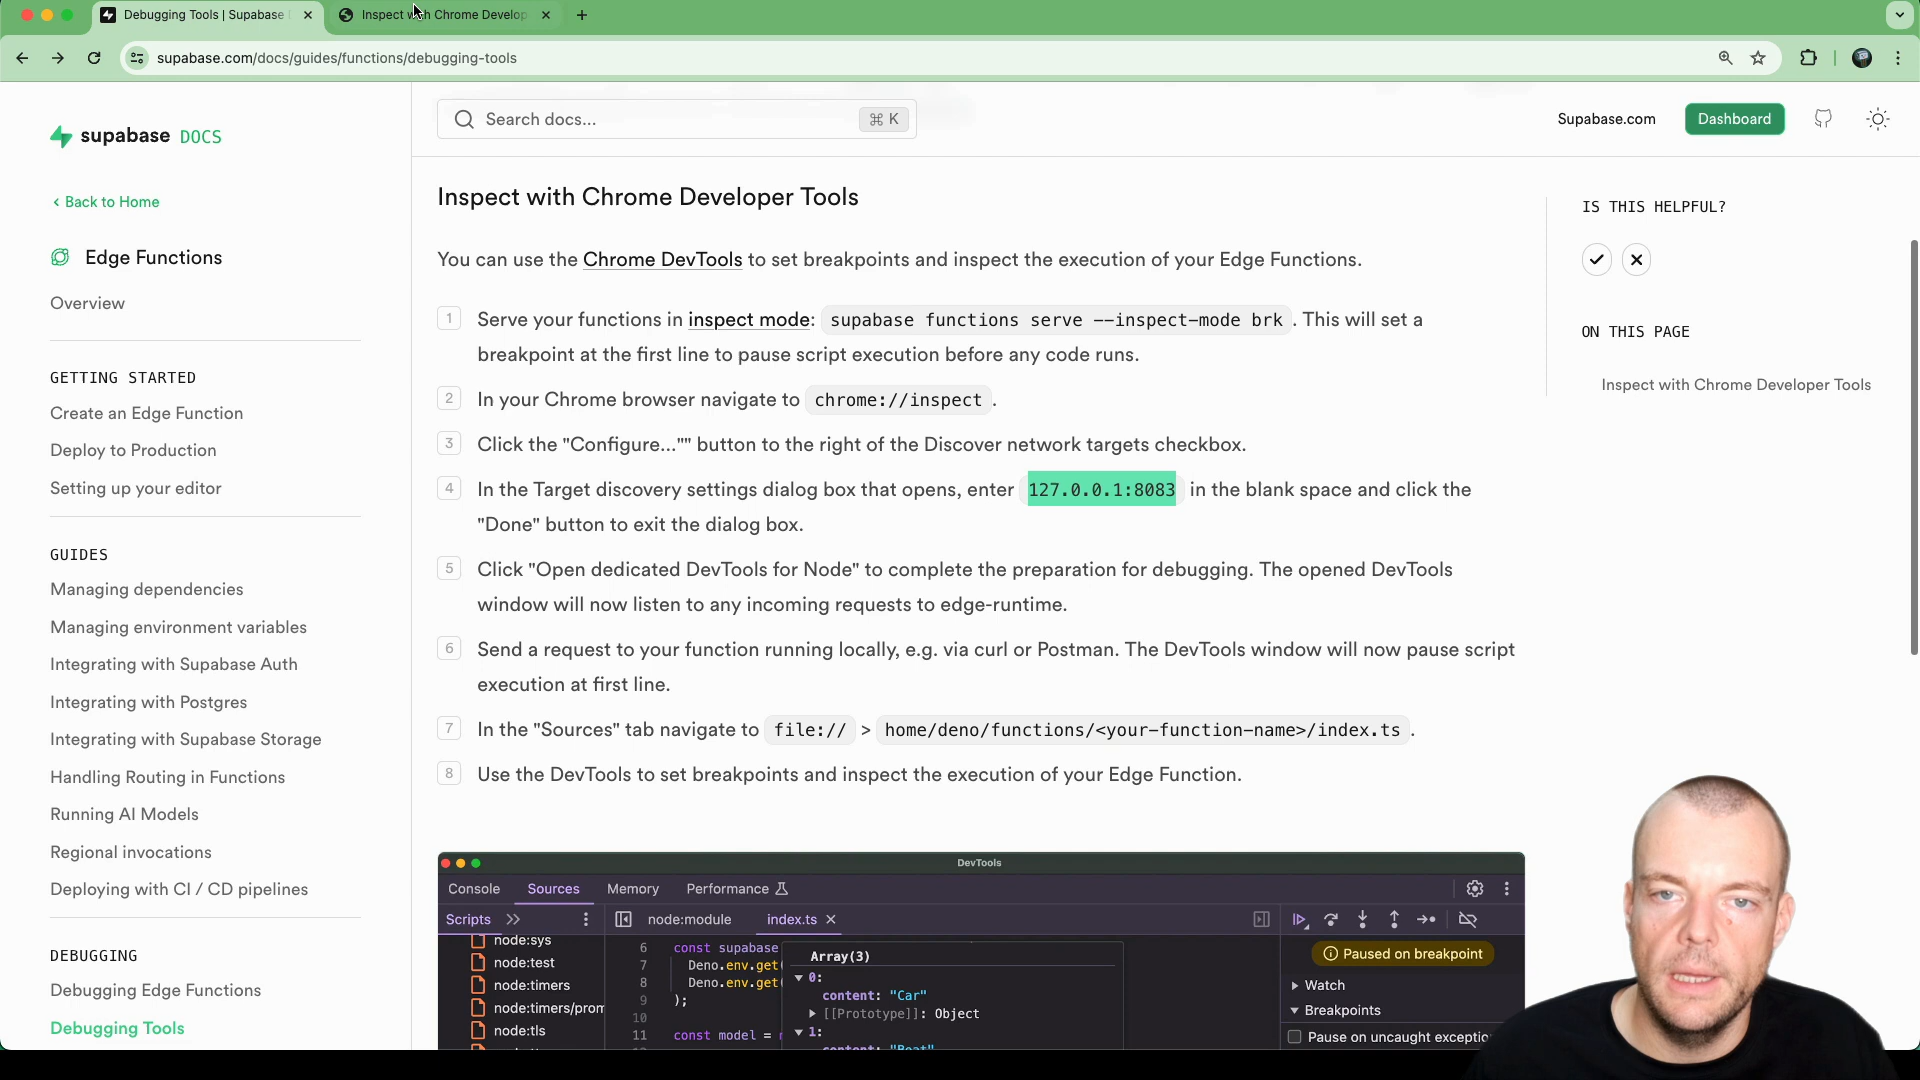 Debugging Tools | Supabase
Inspect with Chrome Develop
supabase.com/docs/guides/functions/debugging-tools
supabase DOCS
Search docs...
⌘ K
Supabase.com
Dashboard
‹ Back to Home
Edge Functions
Overview
GETTING STARTED
Create an Edge Function
Deploy to Production
Setting up your editor
GUIDES
Managing dependencies
Managing environment variables
Integrating with Supabase Auth
Integrating with Postgres
Integrating with Supabase Storage
Handling Routing in Functions
Running AI Models
Regional invocations
Deploying with CI / CD pipelines
DEBUGGING
Debugging Edge Functions
Debugging Tools
Inspect with Chrome Developer Tools
You can use the Chrome DevTools to set breakpoints and inspect the execution of your Edge Functions.
1 Serve your functions in inspect mode: supabase functions serve --inspect-mode brk. This will set a
breakpoint at the first line to pause script execution before any code runs.
2 In your Chrome browser navigate to chrome://inspect.
3 Click the "Configure..."" button to the right of the Discover network targets checkbox.
4 In the Target discovery settings dialog box that opens, enter 127.0.0.1:8083 in the blank space and click the
"Done" button to exit the dialog box.
5 Click "Open dedicated DevTools for Node" to complete the preparation for debugging. The opened DevTools
window will now listen to any incoming requests to edge-runtime.
6 Send a request to your function running locally, e.g. via curl or Postman. The DevTools window will now pause script
execution at first line.
7 In the "Sources" tab navigate to file:// > home/deno/functions/<your-function-name>/index.ts.
8 Use the DevTools to set breakpoints and inspect the execution of your Edge Function.
IS THIS HELPFUL?
ON THIS PAGE
Inspect with Chrome Developer Tools
DevTools
Console Sources Memory Performance
Scripts
node:module index.ts
node:sys
node:test
node:timers
node:timers/prom
node:tls
6 const supabase
7 Deno.env.get(
8 Deno.env.get(
9 );
10
11 const model =
Array(3)
0:
content: "Car"
[[Prototype]]: Object
1:
content: "Boat"
Paused on breakpoint
Watch
Breakpoints
Pause on uncaught exceptio